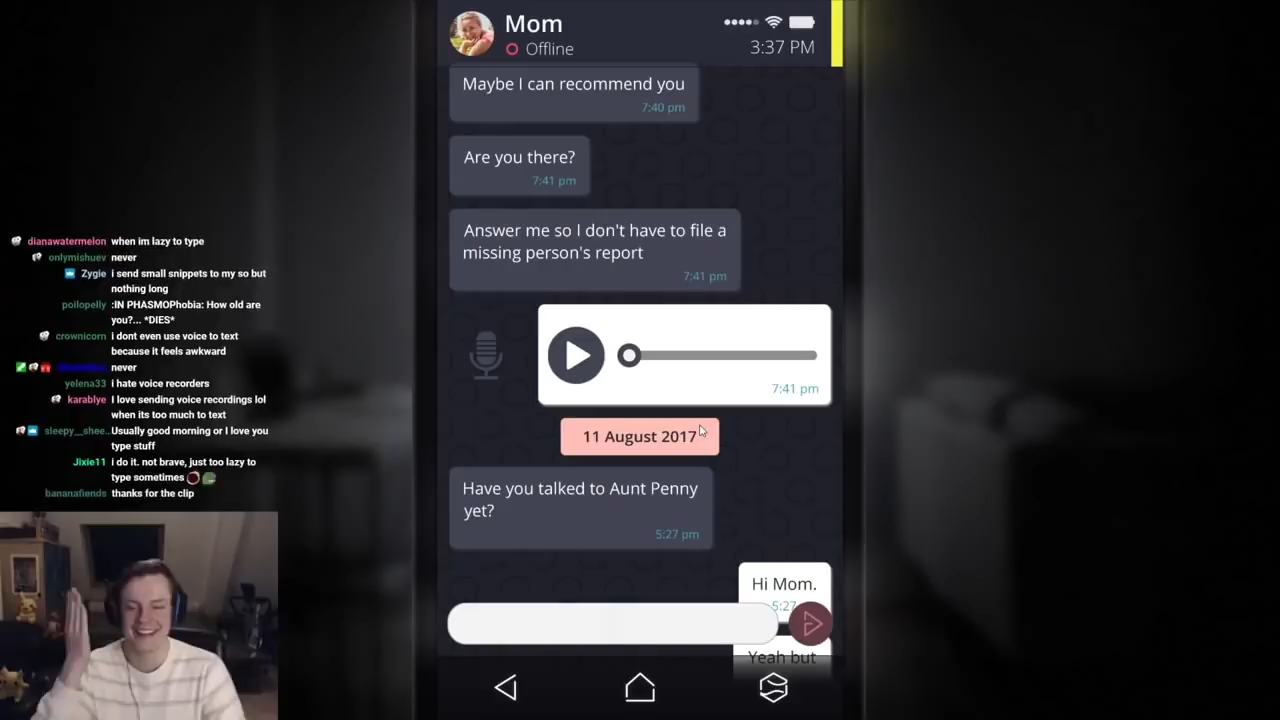 Mom
Offline
3:37 PM
Maybe I can recommend you
7:40 pm
Are you there?
7:41 pm
Answer me so I don't have to file a
missing person's report
7:41 pm
7:41 pm
11 August 2017
Have you talked to Aunt Penny
yet?
5:27 pm
Hi Mom.
5:27
Yeah but
dianawatermelon when im lazy to type
onlymishuev never
Zygie i send small snippets to my so but
nothing long
poilopelly :IN PHASMOPhobia: How old are
you?... *DIES*
crownicorn i dont even use voice to text
because it feels awkward
never
yelena33 i hate voice recorders
karablye I love sending voice recordings lol
when its too much to text
sleepy__shee... Usually good morning or I love you
type stuff
Jixie11 i do it. not brave, just too lazy to
type sometimes
bananafiends thanks for the clip